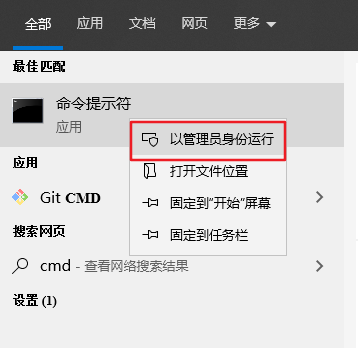 全部 应用 文档 网页 更多
最佳匹配
命令提示符
应用
以管理员身份运行
打开文件位置
固定到"开始"屏幕
固定到任务栏
应用
Git CMD
搜索网页
cmd - 查看网络搜索结果
设置 (1)